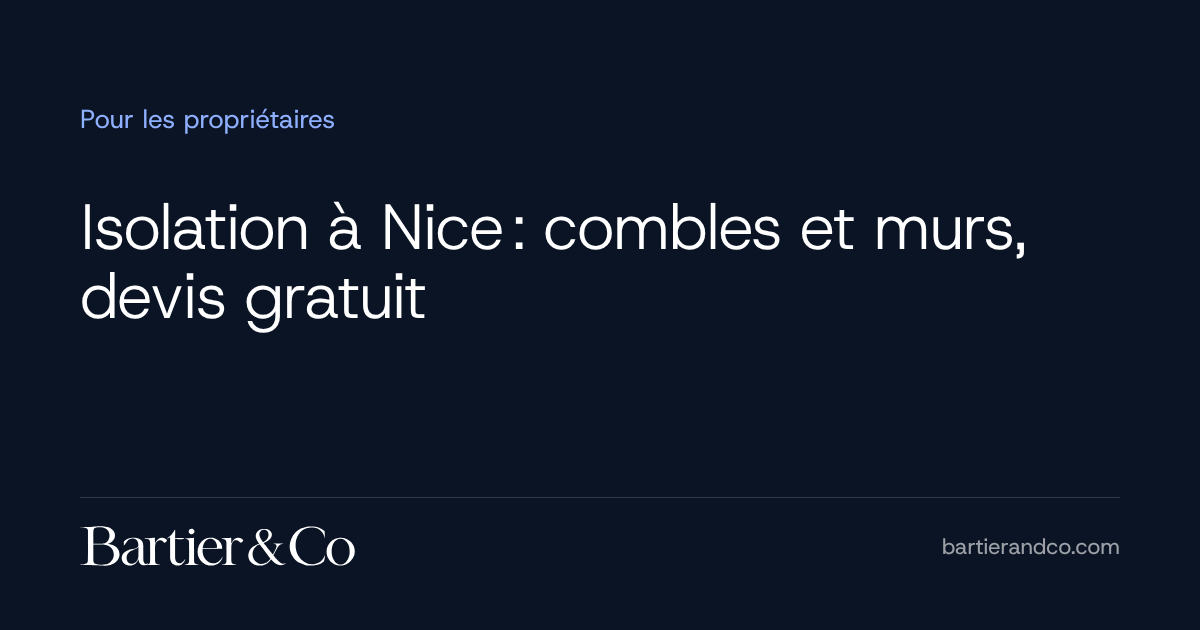 Pour les propriétaires
Isolation à Nice : combles et murs,
devis gratuit
Bartier & Co
bartierandco.com